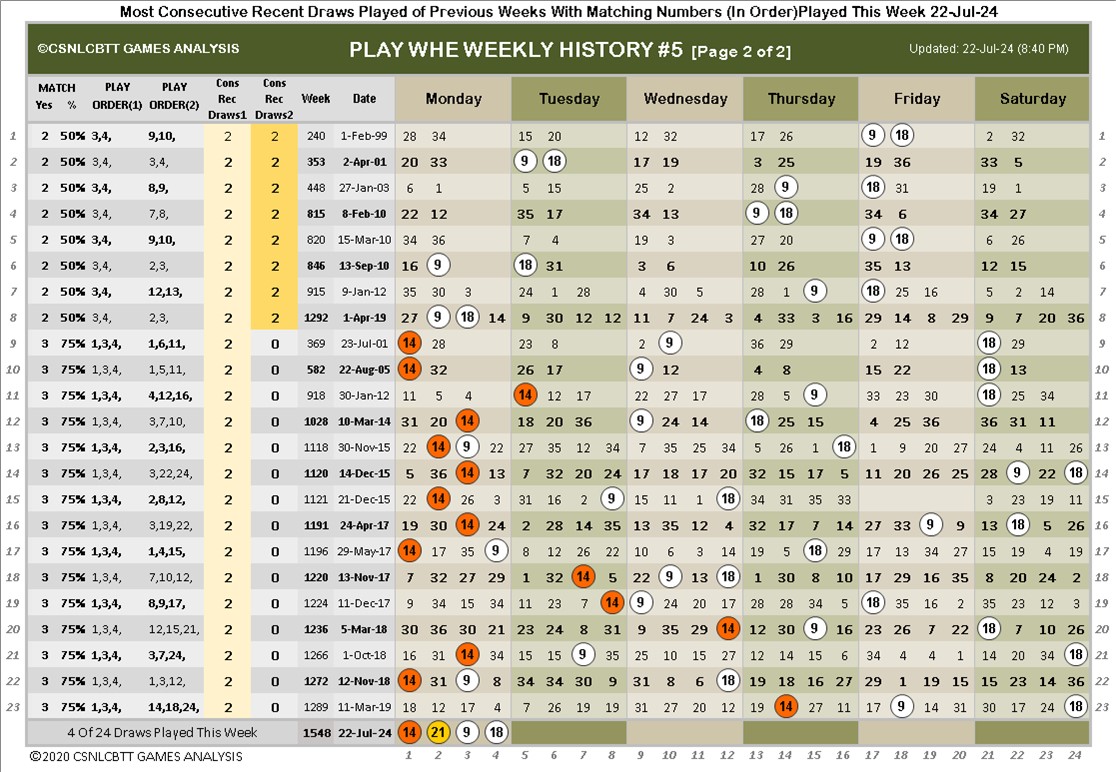 Most Consecutive Recent Draws Played of Previous Weeks With Matching Numbers (In Order)Played This Week 22-Jul-24
©CSNLCBTT GAMES ANALYSIS PLAY WHE WEEKLY HISTORY #5 [Page 2 of 2] Updated: 22-Jul-24 (8:40 PM)
MATCH Yes % PLAY ORDER(1) PLAY ORDER(2) Cons Rec Draws1 Cons Rec Draws2 Week Date Monday Tuesday Wednesday Thursday Friday Saturday
1 2 50% 3,4, 9,10, 2 2 240 1-Feb-99 28 34 15 20 12 32 17 26 9 18 2 32 1
2 2 50% 3,4, 3,4, 2 2 353 2-Apr-01 20 33 9 18 17 19 3 25 19 36 33 5 2
3 2 50% 3,4, 8,9, 2 2 448 27-Jan-03 6 1 5 15 25 2 28 9 18 31 19 1 3
4 2 50% 3,4, 7,8, 2 2 815 8-Feb-10 22 12 35 17 34 13 9 18 34 6 34 27 4
5 2 50% 3,4, 9,10, 2 2 820 15-Mar-10 34 36 7 4 19 3 27 20 9 18 6 26 5
6 2 50% 3,4, 2,3, 2 2 846 13-Sep-10 16 9 18 31 3 6 10 26 35 13 12 15 6
7 2 50% 3,4, 12,13, 2 2 915 9-Jan-12 35 30 3 24 1 28 4 30 5 28 1 9 18 25 16 5 2 14 7
8 2 50% 3,4, 2,3, 2 2 1292 1-Apr-19 27 9 18 14 9 30 12 12 11 7 24 3 4 33 3 16 29 14 8 29 9 7 20 36 8
9 3 75% 1,3,4, 1,6,11, 2 0 369 23-Jul-01 14 28 23 8 2 9 36 29 2 12 18 29 9
10 3 75% 1,3,4, 1,5,11, 2 0 582 22-Aug-05 14 32 26 17 9 12 4 8 15 22 18 13 10
11 3 75% 1,3,4, 4,12,16, 2 0 918 30-Jan-12 11 5 4 14 12 17 22 27 17 28 15 9 33 23 30 18 25 34 11
12 3 75% 1,3,4, 3,7,10, 2 0 1028 10-Mar-14 31 20 14 18 20 36 9 24 14 18 25 15 4 25 36 36 31 11 12
13 3 75% 1,3,4, 2,3,16, 2 0 1118 30-Nov-15 22 14 9 22 27 35 12 34 7 35 25 34 5 26 1 18 1 9 20 27 24 4 11 26 13
14 3 75% 1,3,4, 3,22,24, 2 0 1120 14-Dec-15 5 36 14 13 7 32 20 24 17 18 17 20 32 15 17 5 11 20 26 25 28 9 22 18 14
15 3 75% 1,3,4, 2,8,12, 2 0 1121 21-Dec-15 22 14 26 3 31 16 2 9 15 11 1 18 34 31 35 33 3 23 19 11 15
16 3 75% 1,3,4, 3,19,22, 2 0 1191 24-Apr-17 19 30 14 24 2 28 14 35 13 35 12 4 32 17 7 14 27 33 9 9 13 18 5 26 16
17 3 75% 1,3,4, 1,4,15, 2 0 1196 29-May-17 14 17 35 9 8 12 26 22 10 6 3 14 19 5 18 29 17 13 34 27 15 19 4 19 17
18 3 75% 1,3,4, 7,10,12, 2 0 1220 13-Nov-17 7 32 27 29 1 32 14 5 22 9 13 18 1 30 8 10 17 29 16 35 8 20 24 2 18
19 3 75% 1,3,4, 8,9,17, 2 0 1224 11-Dec-17 9 34 15 34 11 23 7 14 9 24 20 17 28 28 34 5 18 35 16 2 35 23 12 3 19
20 3 75% 1,3,4, 12,15,21, 2 0 1236 5-Mar-18 30 36 30 21 23 24 8 31 9 35 29 14 12 30 9 16 23 26 7 22 18 7 10 26 20
21 3 75% 1,3,4, 3,7,24, 2 0 1266 1-Oct-18 16 31 14 34 15 15 9 35 25 21 10 27 12 14 15 6 34 4 4 1 14 20 34 18 21
22 3 75% 1,3,4, 1,3,12, 2 0 1272 12-Nov-18 14 31 9 8 34 34 30 9 31 8 6 18 19 18 16 27 29 1 19 15 15 23 14 36 22
23 3 75% 1,3,4, 14,18,24, 2 0 1289 11-Mar-19 18 12 17 4 7 26 19 19 31 27 20 12 19 14 27 11 17 9 14 31 30 7 24 18 23
4 Of 24 Draws Played This Week 1548 22-Jul-24 14 21 9 18
©2020 CSNLCBTT GAMES ANALYSIS 1 2 3 4 5 6 7 8 9 10 11 12 13 14 15 16 17 18 19 20 21 22 23 24